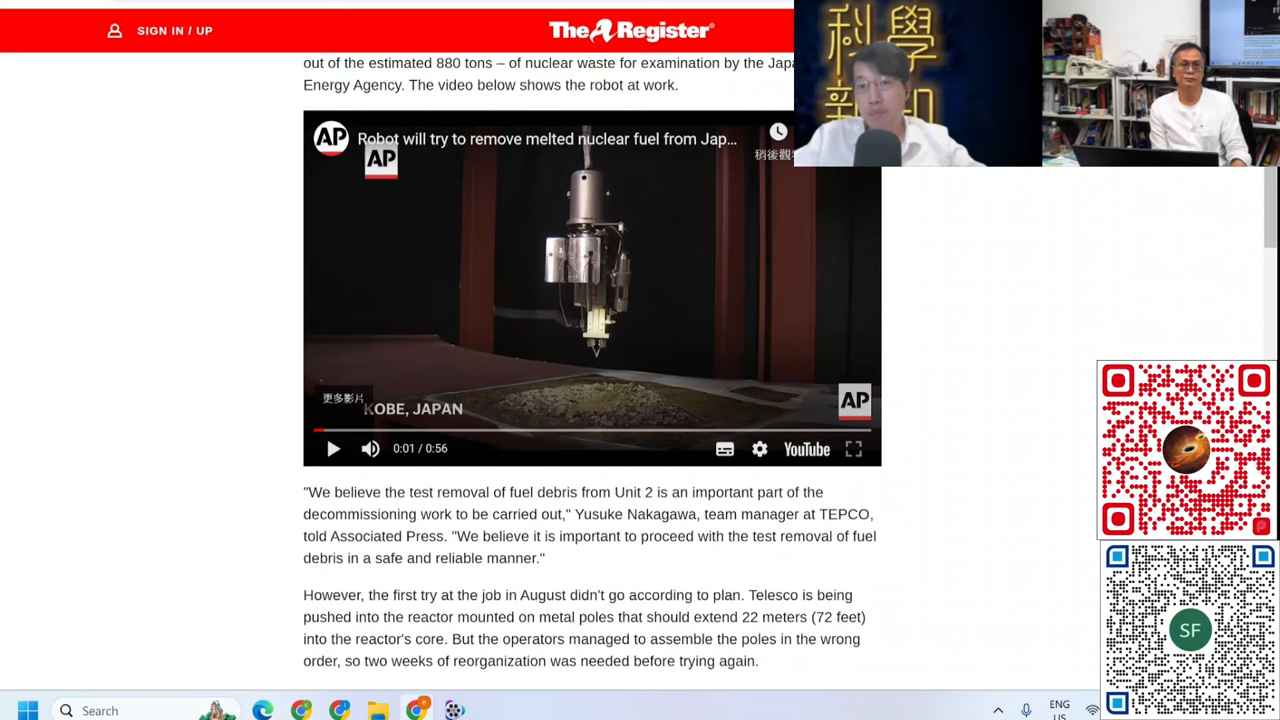 SIGN IN / UP
The Register
out of the estimated 880 tons – of nuclear waste for examination by the
Energy Agency. The video below shows the robot at work.
科學
新知
AP
Robot will try to remove melted nuclear fuel from Jap...
AP
更多影片
KOBE, JAPAN
AP
0:01 / 0:56
YouTube
"We believe the test removal of fuel debris from Unit 2 is an important part of the
decommissioning work to be carried out," Yusuke Nakagawa, team manager at TEPCO,
told Associated Press. "We believe it is important to proceed with the test removal of fuel
debris in a safe and reliable manner."
However, the first try at the job in August didn't go according to plan. Telesco is being
pushed into the reactor mounted on metal poles that should extend 22 meters (72 feet)
into the reactor's core. But the operators managed to assemble the poles in the wrong
order, so two weeks of reorganization was needed before trying again.
SF
Search
ENG
US